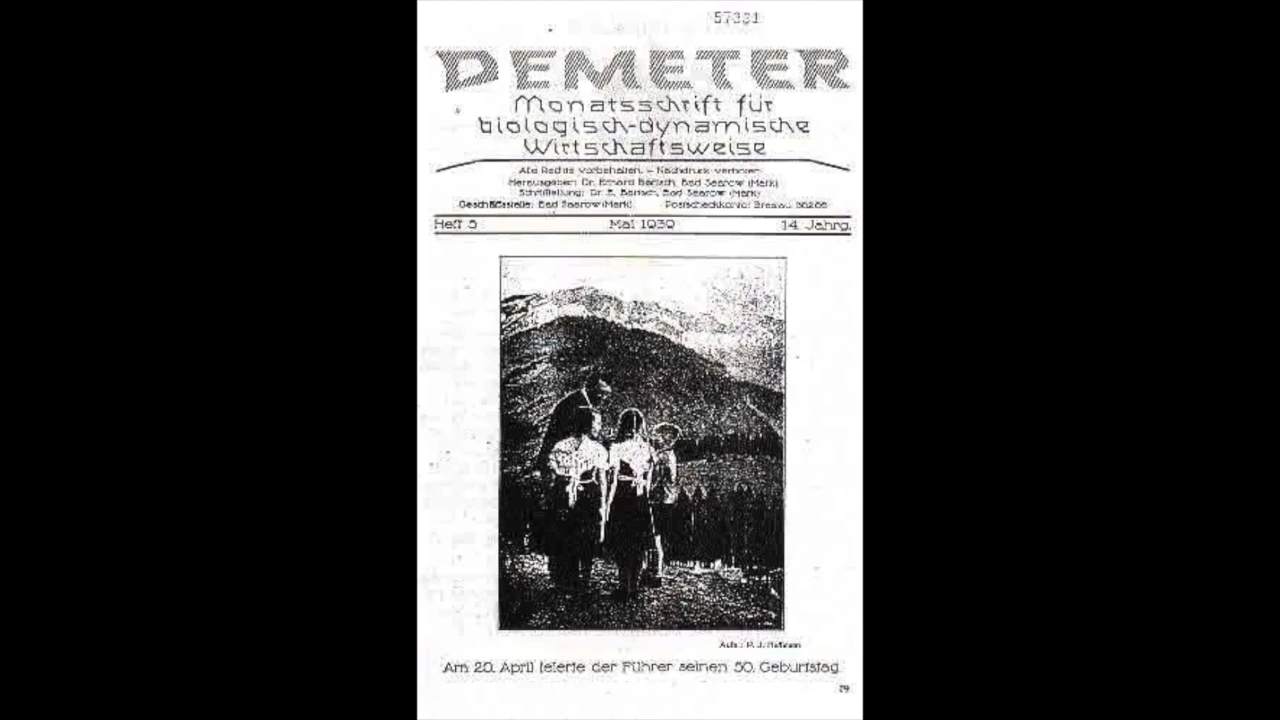 57331
DEMETER
Monatsschrift für
biologisch-dynamische
Wirtschaftsweise
Alle Rechte vorbehalten. – Nachdruck verboten
Herausgeber: Dr. Erhard Bartsch, Bad Saarow (Mark)
Schriftleitung: Dr. E. Bartsch, Bad Saarow (Mark)
Geschäftsstelle: Bad Saarow (Mark) Postscheckkonto: Breslau
Heft 5 Mai 1939 14. Jahrg.
Aufn.: P. J.
Am 20. April feierte der Führer seinen 50. Geburtstag
79